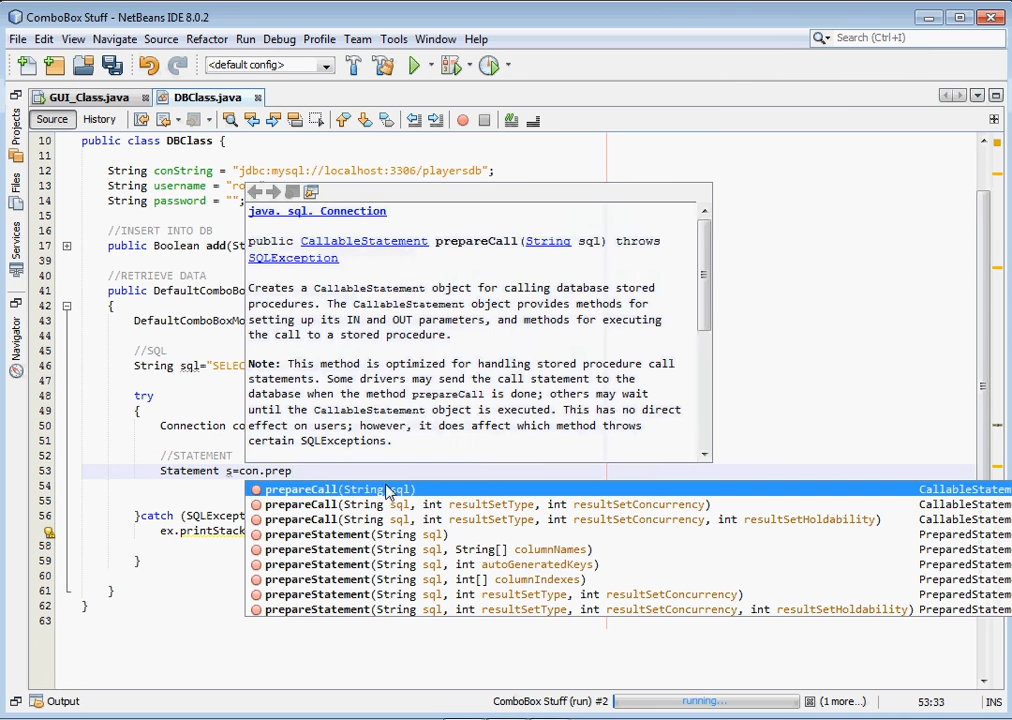 ComboBox Stuff - NetBeans IDE 8.0.2
File Edit View Navigate Source Refactor Run Debug Profile Team Tools Window Help
Search (Ctrl+I)
<default config>
GUI_Class.java DBClass.java
Source History
Projects
Files
Services
Navigator
10 public class DBClass {
11
12 String conString = "jdbc:mysql://localhost:3306/playersdb";
13 String username = "ro
14 String password = "";
15
16 //INSERT INTO DB
17 public Boolean add(St
39
40 //RETRIEVE DATA
41 public DefaultComboBo
42 {
43 DefaultComboBoxMo
44
45 //SQL
46 String sql="SELEC
47
48 try
49 {
50 Connection co
51
52 //STATEMENT
53 Statement s=con.prep
54
55
56 }catch (SQLExcept
ex.printStack
58
59 }
60
61 }
62 }
63
java. sql. Connection
public CallableStatement prepareCall(String sql) throws
SQLException
Creates a CallableStatement object for calling database stored
procedures. The CallableStatement object provides methods for
setting up its IN and OUT parameters, and methods for executing
the call to a stored procedure.
Note: This method is optimized for handling stored procedure call
statements. Some drivers may send the call statement to the
database when the method prepareCall is done; others may wait
until the CallableStatement object is executed. This has no direct
effect on users; however, it does affect which method throws
certain SQLExceptions.
prepareCall(String sql) CallableStatem
prepareCall(String sql, int resultSetType, int resultSetConcurrency) CallableStatem
prepareCall(String sql, int resultSetType, int resultSetConcurrency, int resultSetHoldability) CallableStatem
prepareStatement(String sql) PreparedStatem
prepareStatement(String sql, String[] columnNames) PreparedStatem
prepareStatement(String sql, int autoGeneratedKeys) PreparedStatem
prepareStatement(String sql, int[] columnIndexes) PreparedStatem
prepareStatement(String sql, int resultSetType, int resultSetConcurrency) PreparedStatem
prepareStatement(String sql, int resultSetType, int resultSetConcurrency, int resultSetHoldability) PreparedStatem
Output ComboBox Stuff (run) #2 running... (1 more...) 53:33 INS